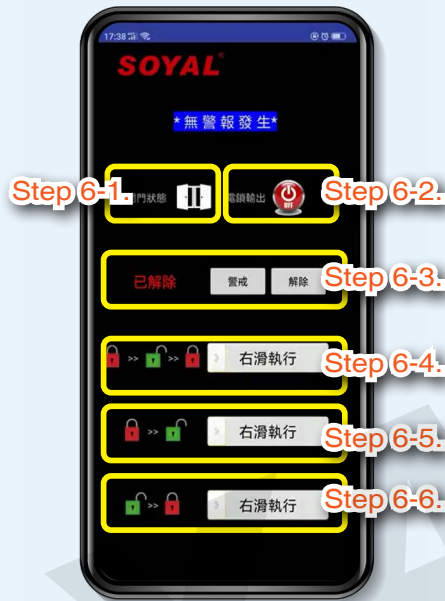 17:38
SOYAL
*無警報發生*
Step 6-1. 門狀態
電鎖輸出 OFF Step 6-2.
已解除 警戒 解除 Step 6-3.
>> >> 右滑執行 Step 6-4.
>> 右滑執行 Step 6-5.
>> 右滑執行 Step 6-6.